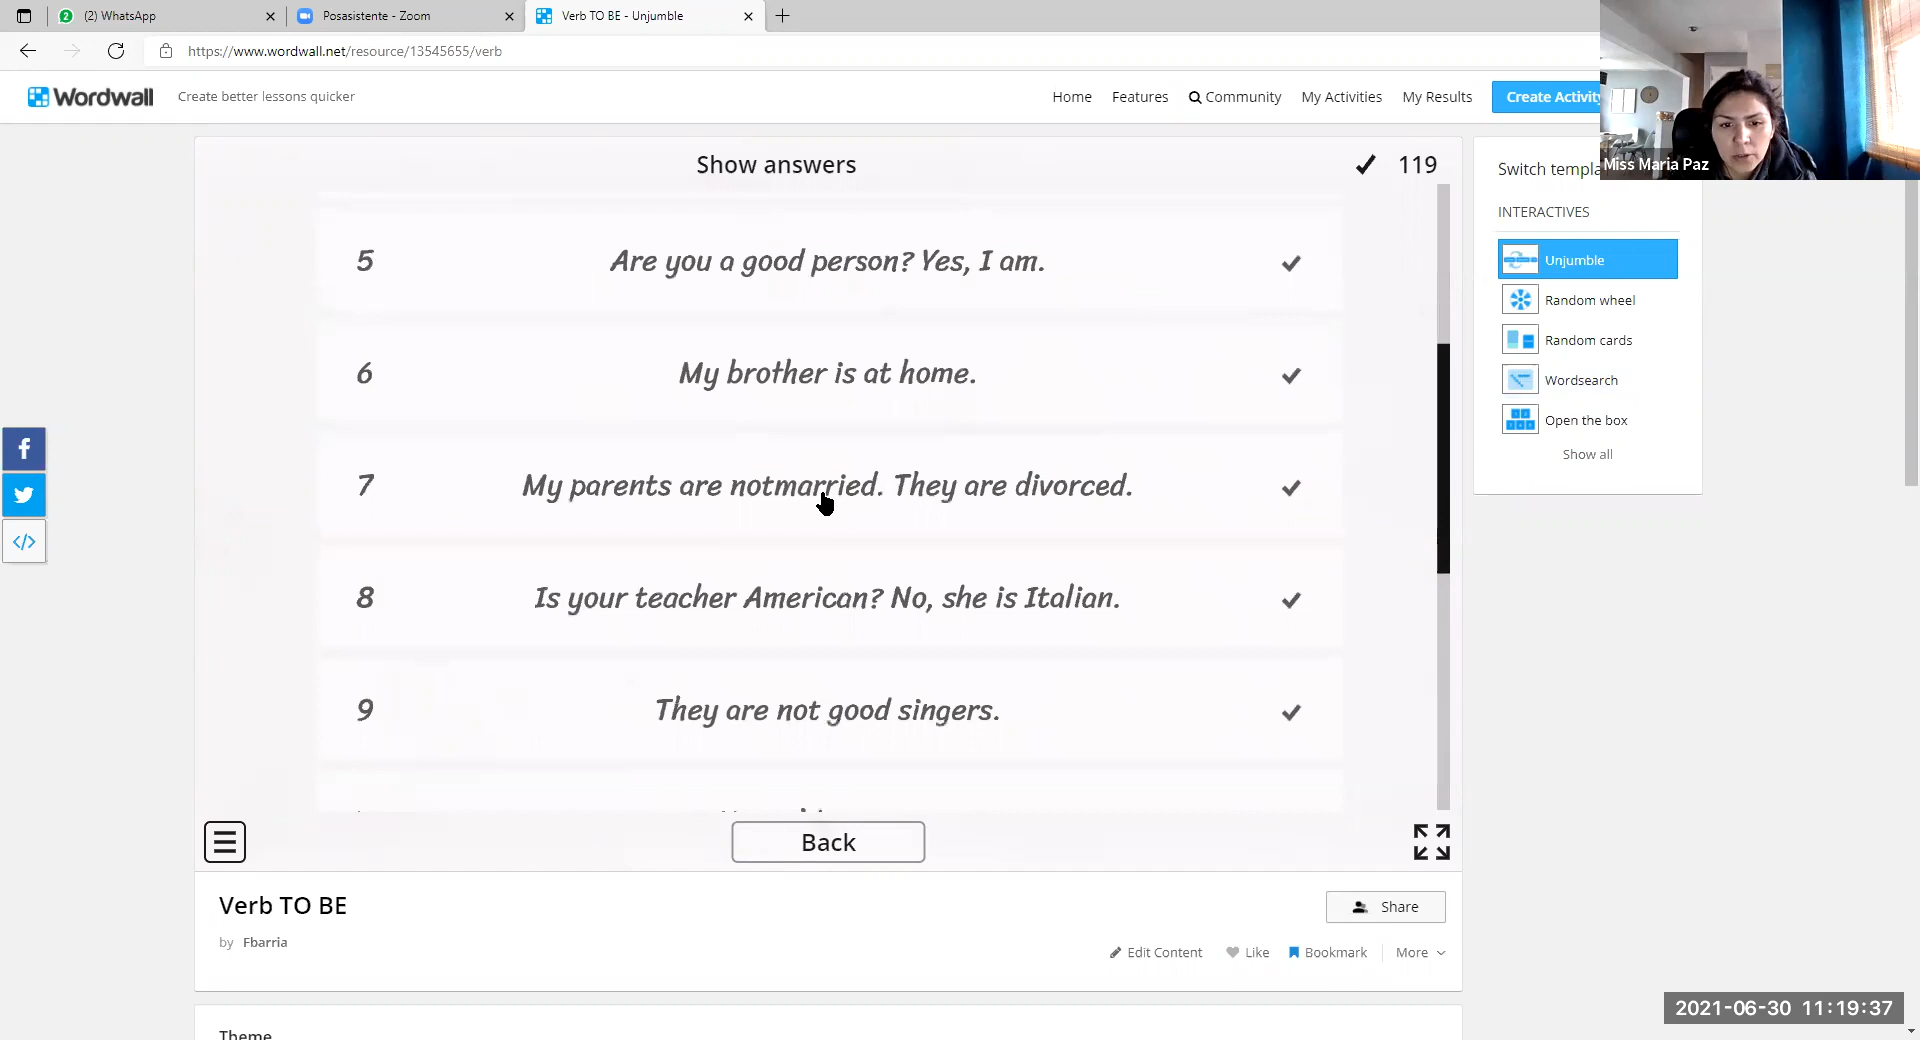 (2) WhatsApp
Posasistente - Zoom
Verb TO BE - Unjumble
https://www.wordwall.net/resource/13545655/verb
Wordwall
Create better lessons quicker
Home
Features
Community
My Activities
My Results
Create Activity
Miss Maria Paz
Show answers
119
Switch templa
INTERACTIVES
Unjumble
Random wheel
Random cards
Wordsearch
Open the box
Show all
5 Are you a good person? Yes, I am.
6 My brother is at home.
7 My parents are notmarried. They are divorced.
8 Is your teacher American? No, she is Italian.
9 They are not good singers.
Back
Verb TO BE
by Fbarria
Share
Edit Content
Like
Bookmark
More
Theme
2021-06-30 11:19:37